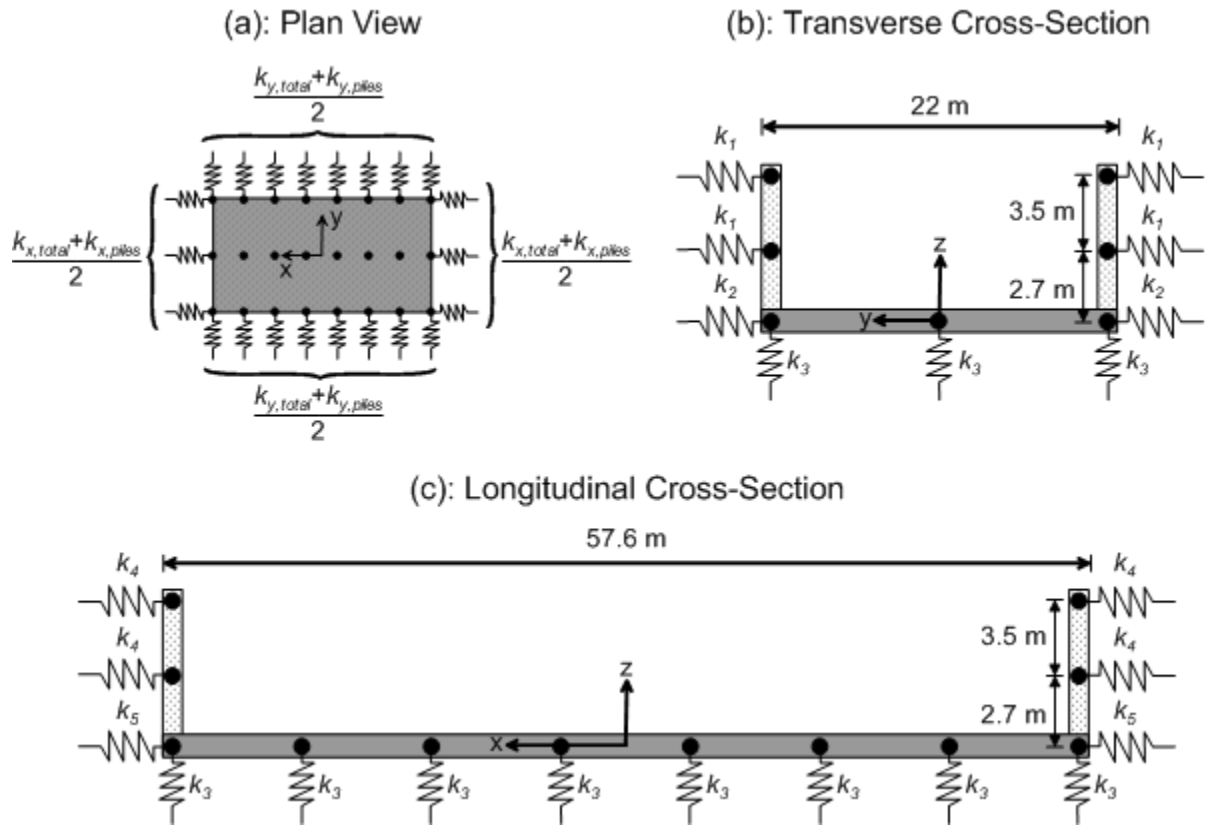 (a): Plan View
k_y,total+k_y,piles
2
k_x,total+k_x,piles
2
y
x
k_x,total+k_x,piles
2
k_y,total+k_y,piles
2
(b): Transverse Cross-Section
22 m
k_1
k_1
k_1
3.5 m
k_1
z
k_2
2.7 m
k_2
y
k_3
k_3
k_3
(c): Longitudinal Cross-Section
57.6 m
k_4
k_4
k_4
3.5 m
k_4
z
k_5
2.7 m
k_5
x
k_3
k_3
k_3
k_3
k_3
k_3
k_3
k_3